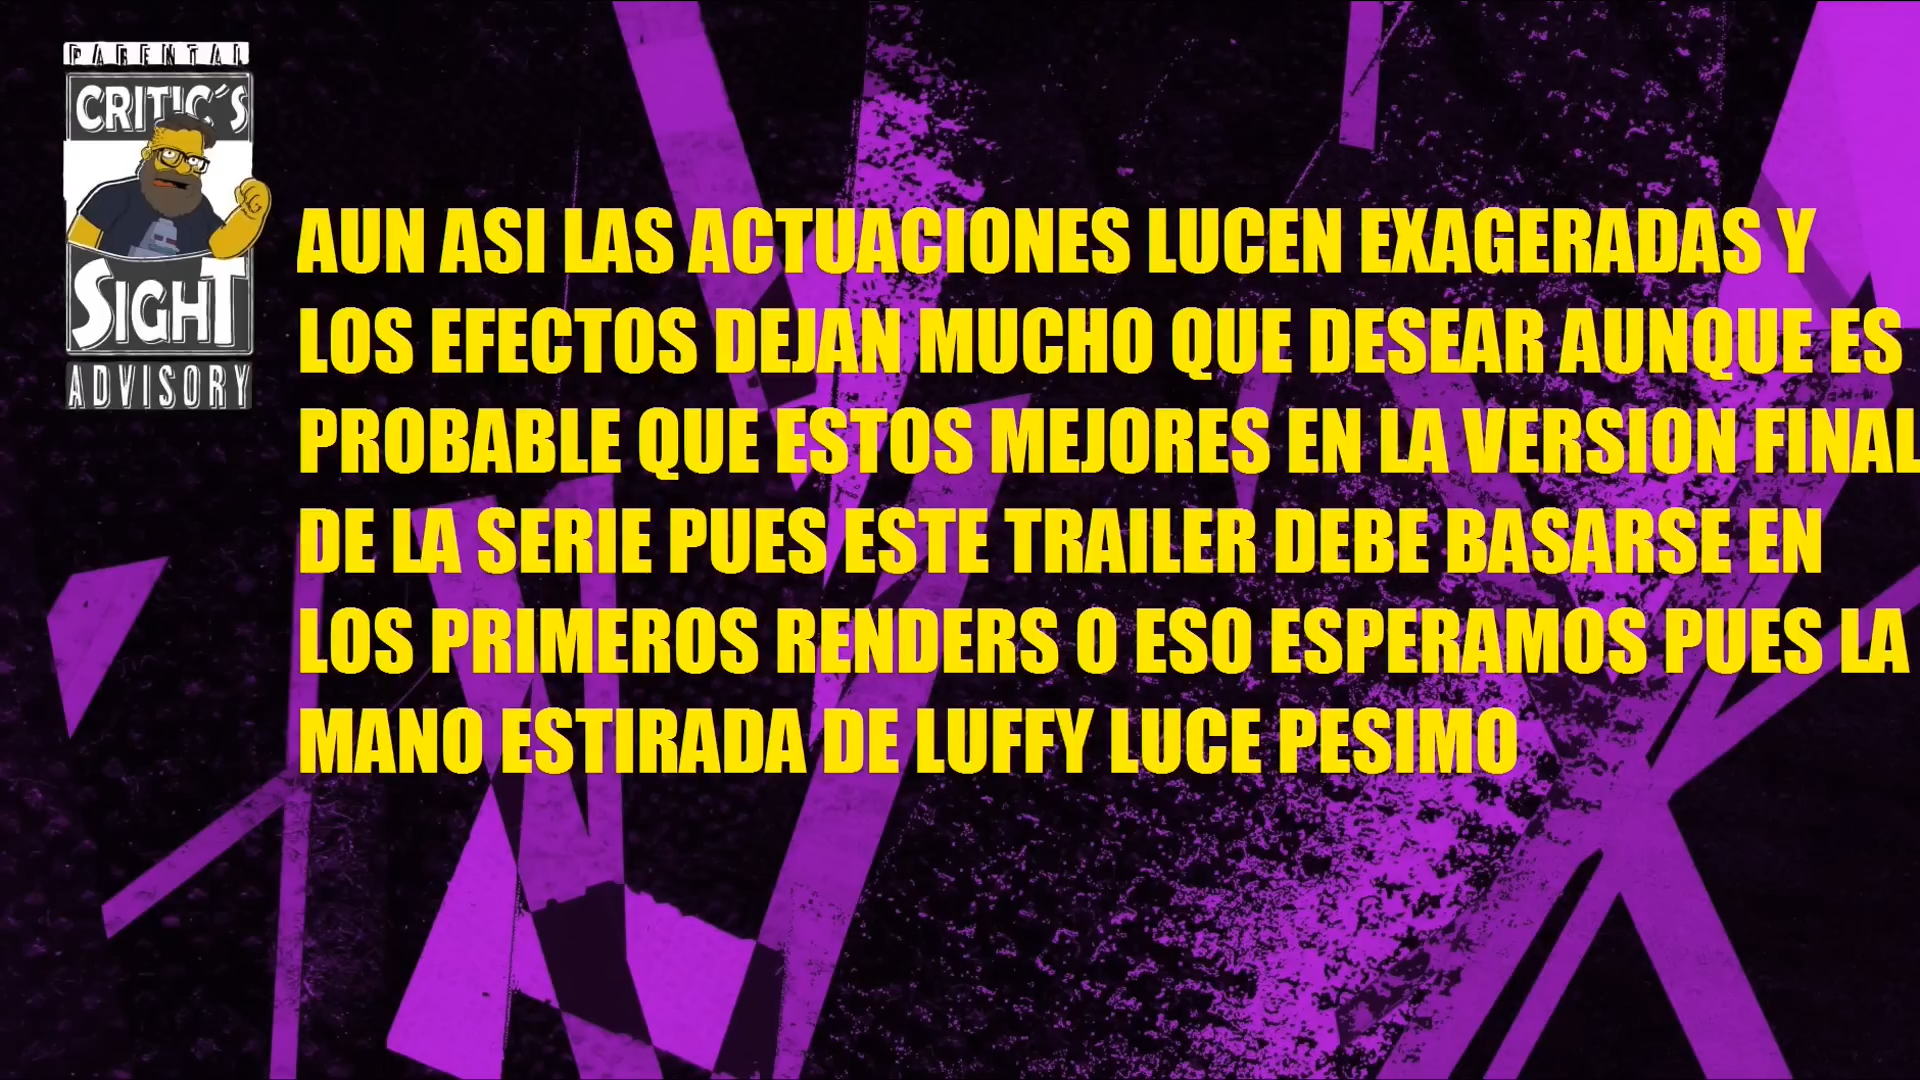 PARENTAL
CRITIC´S
SIGHT
ADVISORY
AUN ASI LAS ACTUACIONES LUCEN EXAGERADAS Y
LOS EFECTOS DEJAN MUCHO QUE DESEAR AUNQUE ES
PROBABLE QUE ESTOS MEJORES EN LA VERSION FINAL
DE LA SERIE PUES ESTE TRAILER DEBE BASARSE EN
LOS PRIMEROS RENDERS O ESO ESPERAMOS PUES LA
MANO ESTIRADA DE LUFFY LUCE PESIMO